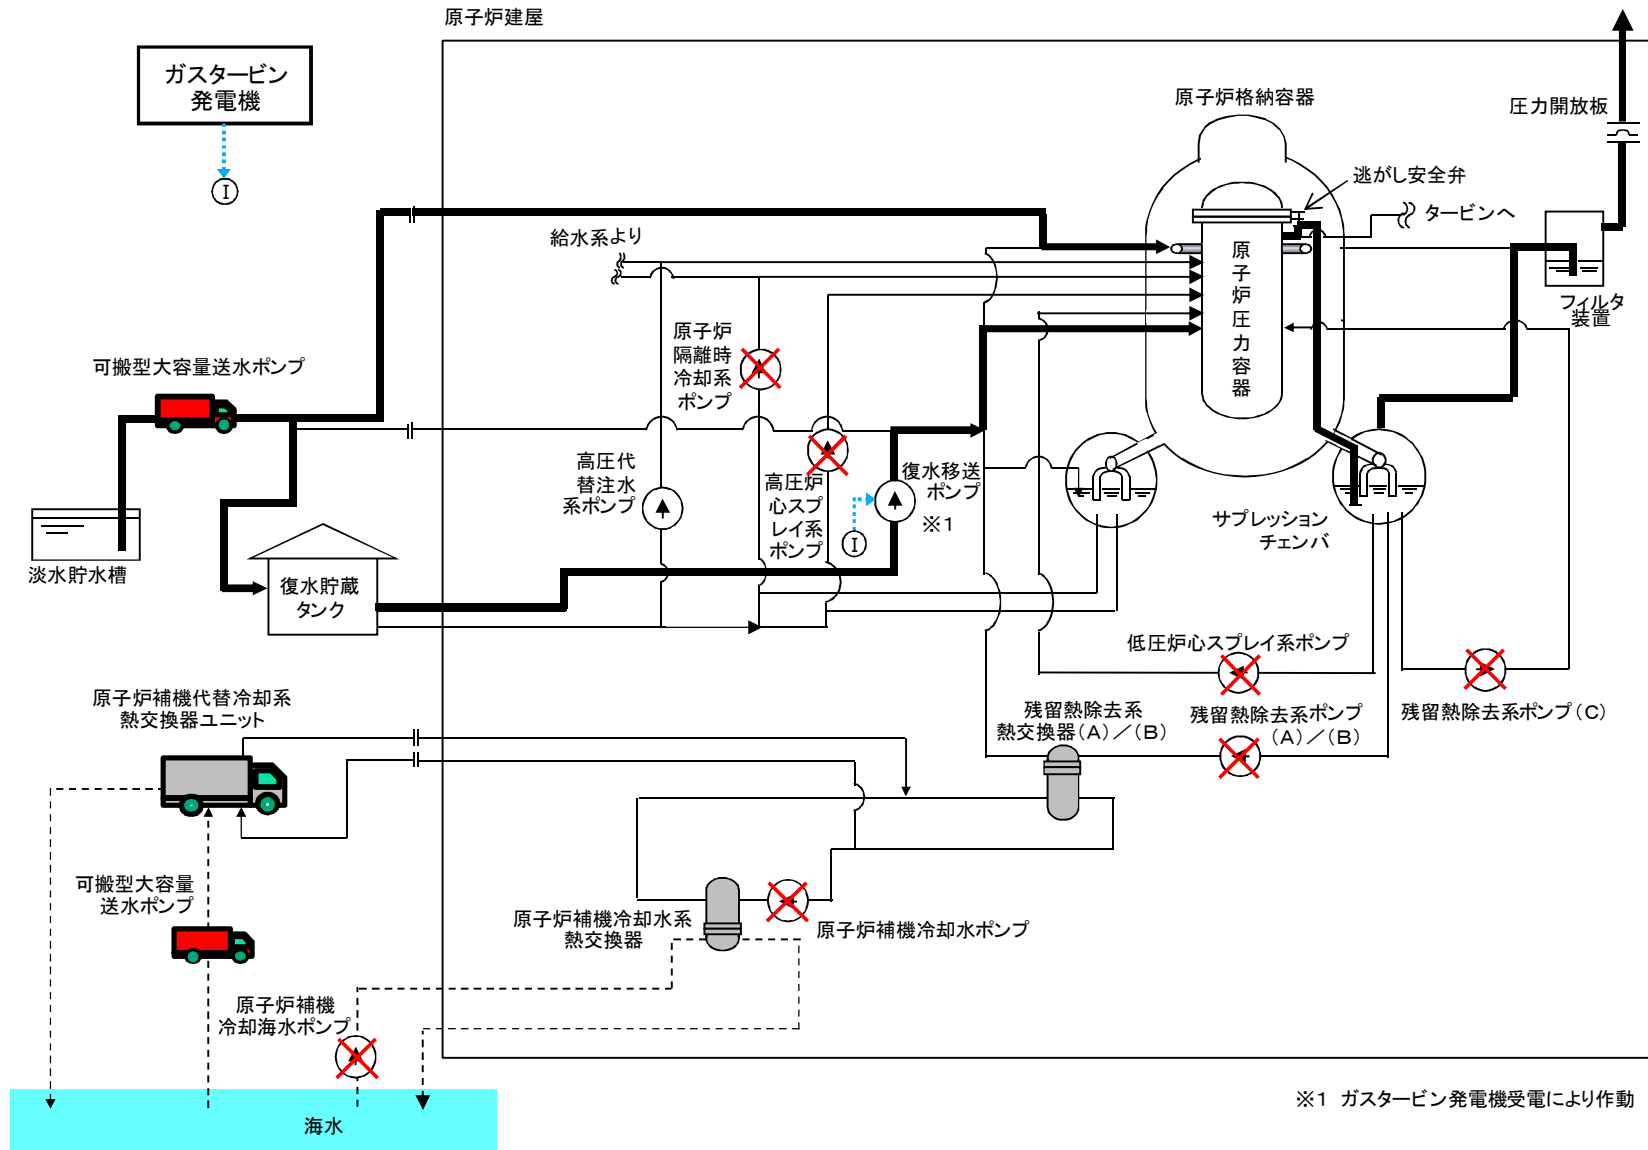 原子炉建屋
ガスタービン
発電機
I
原子炉格納容器
圧力開放板
逃がし安全弁
タービンへ
給水系より
原子炉圧力容器
フィルタ
装置
原子炉
隔離時
冷却系
ポンプ
可搬型大容量送水ポンプ
高圧代
替注水
系ポンプ
高圧炉
心スプ
レイ系
ポンプ
復水移送
ポンプ
※1
I
サプレッション
チェンバ
淡水貯水槽
復水貯蔵
タンク
低圧炉心スプレイ系ポンプ
原子炉補機代替冷却系
熱交換器ユニット
残留熱除去系
熱交換器(A)/(B)
残留熱除去系ポンプ
(A)/(B)
残留熱除去系ポンプ(C)
可搬型大容量
送水ポンプ
原子炉補機冷却水系
熱交換器
原子炉補機冷却水ポンプ
原子炉補機
冷却海水ポンプ
海水
※1 ガスタービン発電機受電により作動